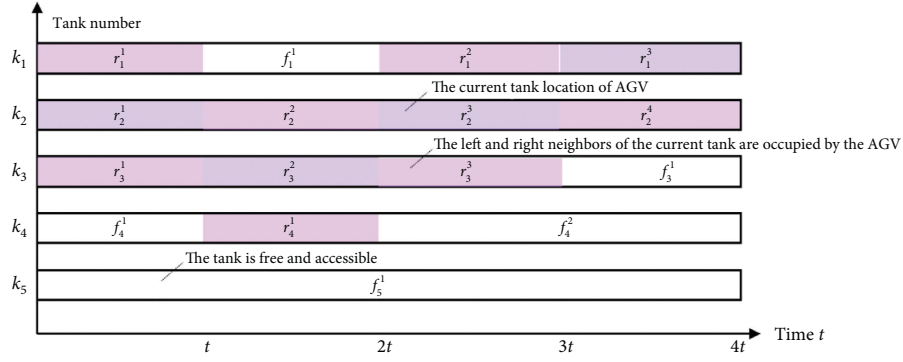 Tank number
k₁ r₁¹ f₁¹ r₁² r₁³
The current tank location of AGV
k₂ r₂¹ r₂² r₂³ r₂⁴
The left and right neighbors of the current tank are occupied by the AGV
k₃ r₃¹ r₃² r₃³ f₃¹
k₄ f₄¹ r₄¹ f₄²
The tank is free and accessible
k₅ f₅¹
Time t
t 2t 3t 4t